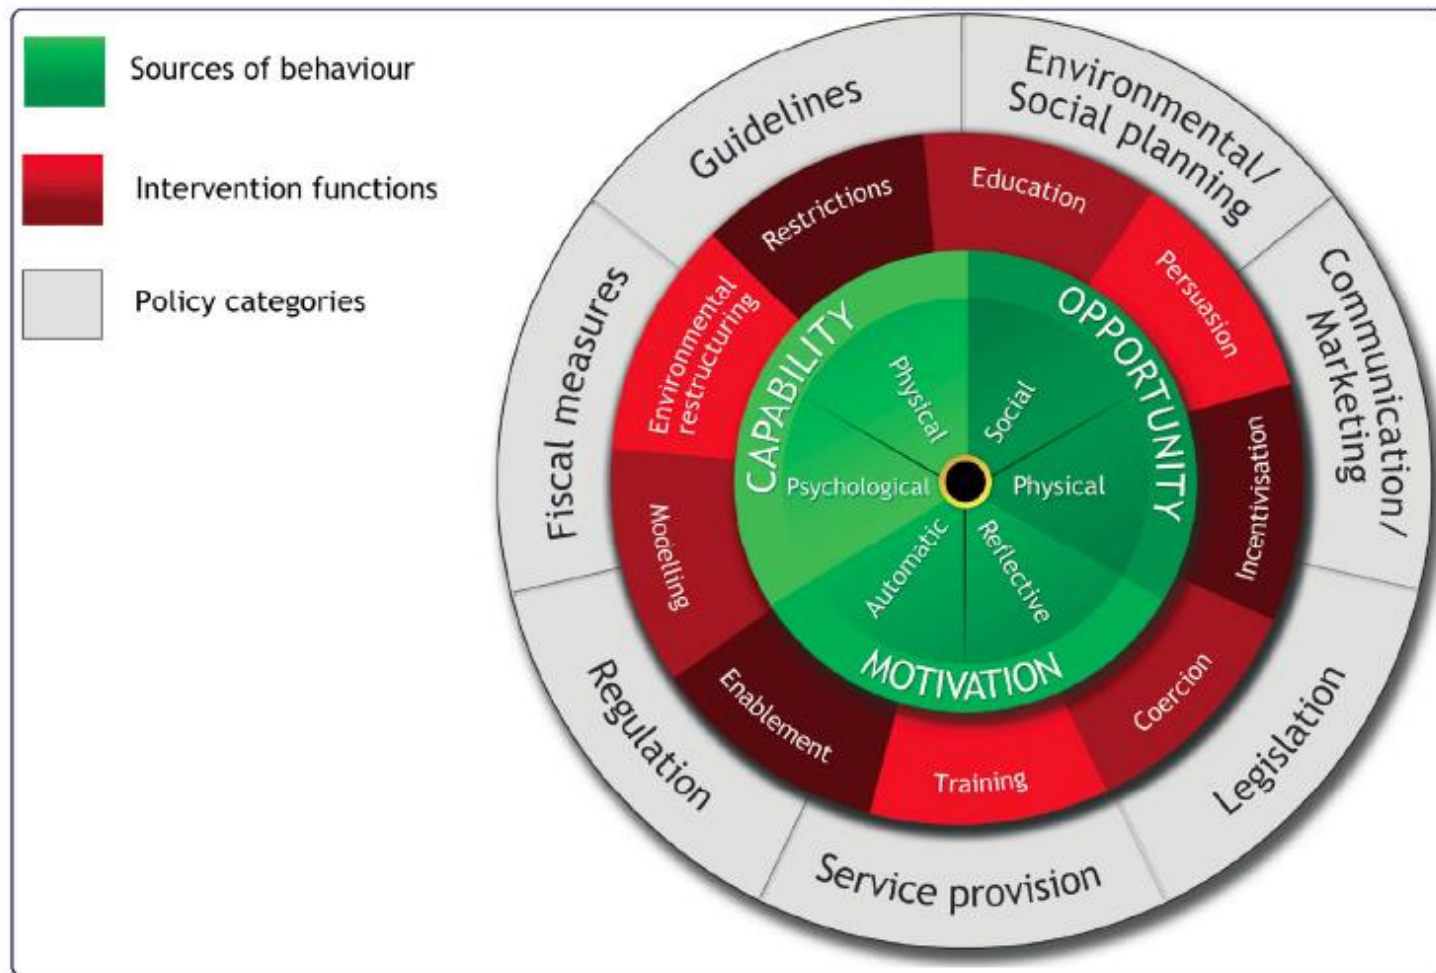 Sources of behaviour
Intervention functions
Policy categories
Guidelines
Environmental/
Social planning
Communication/
Marketing
Legislation
Service provision
Regulation
Fiscal measures
Restrictions
Education
Persuasion
Incentivisation
Coercion
Training
Enablement
Modelling
Environmental
restructuring
CAPABILITY
OPPORTUNITY
MOTIVATION
Physical
Social
Psychological
Physical
Automatic
Reflective